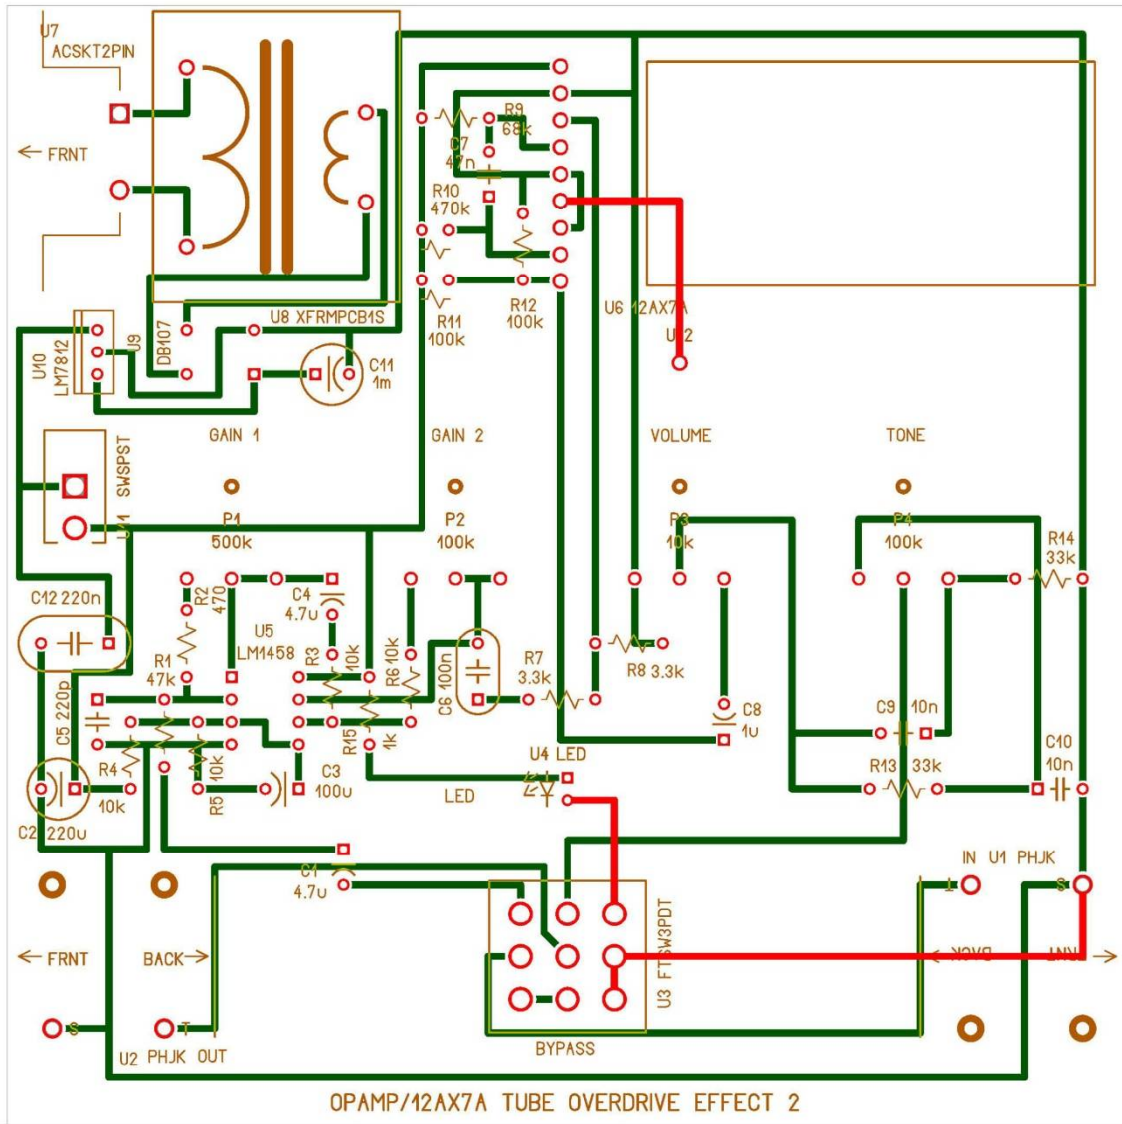 U7
ACSKT2PIN
← FRNT
R9
68k
C7
47n
R10
470k
U8 XFRMPCB1S
R11
100k
R12
100k
U6 12AX7A
U10
LM7812
U9
DB107
C11
1m
GAIN 1
GAIN 2
VOLUME
TONE
SWSPST
P1
500k
P2
100k
P3
10k
P4
100k
R14
33k
C12 220n
R2
470
C4
4.7u
U5
LM1458
R1
47k
R3
10k
R6
10k
C6 100n
R7
3.3k
R8 3.3k
C5 220p
R15
1k
C8
1u
C9 10n
R4
10k
R5
10k
C3
100u
U4 LED
LED
R13 33k
C10
10n
C2 220u
C1
4.7u
IN U1 PHJK
T
S
← FRNT
BACK →
U3 FTSW3PDT
BACK
FRNT
S
T
U2 PHJK OUT
BYPASS
OPAMP/12AX7A TUBE OVERDRIVE EFFECT 2